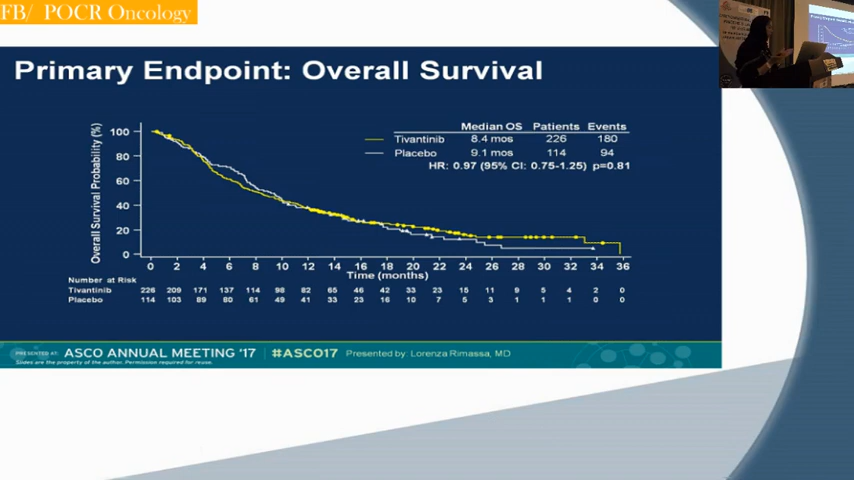 FB/ POCR Oncology
Primary Endpoint: Overall Survival
Median OS Patients Events
Tivantinib 8.4 mos 226 180
Placebo 9.1 mos 114 94
HR: 0.97 (95% CI: 0.75-1.25) p=0.81
Overall Survival Probability (%)
100
80
60
40
20
0
0 2 4 6 8 10 12 14 16 18 20 22 24 26 28 30 32 34 36
Time (months)
Number at Risk
Tivantinib 226 209 171 137 114 98 82 65 46 42 33 23 15 11 9 5 4 2 0
Placebo 114 103 89 80 61 49 41 33 23 16 10 7 5 3 1 1 1 0 0
PRESENTED AT: ASCO ANNUAL MEETING '17 #ASCO17 Presented by: Lorenza Rimassa, MD
Slides are the property of the author. Permission required for reuse.